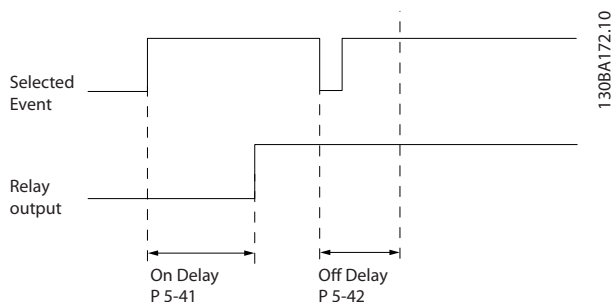 Selected
Event
Relay
output
On Delay
P 5-41
Off Delay
P 5-42
130BA172.10